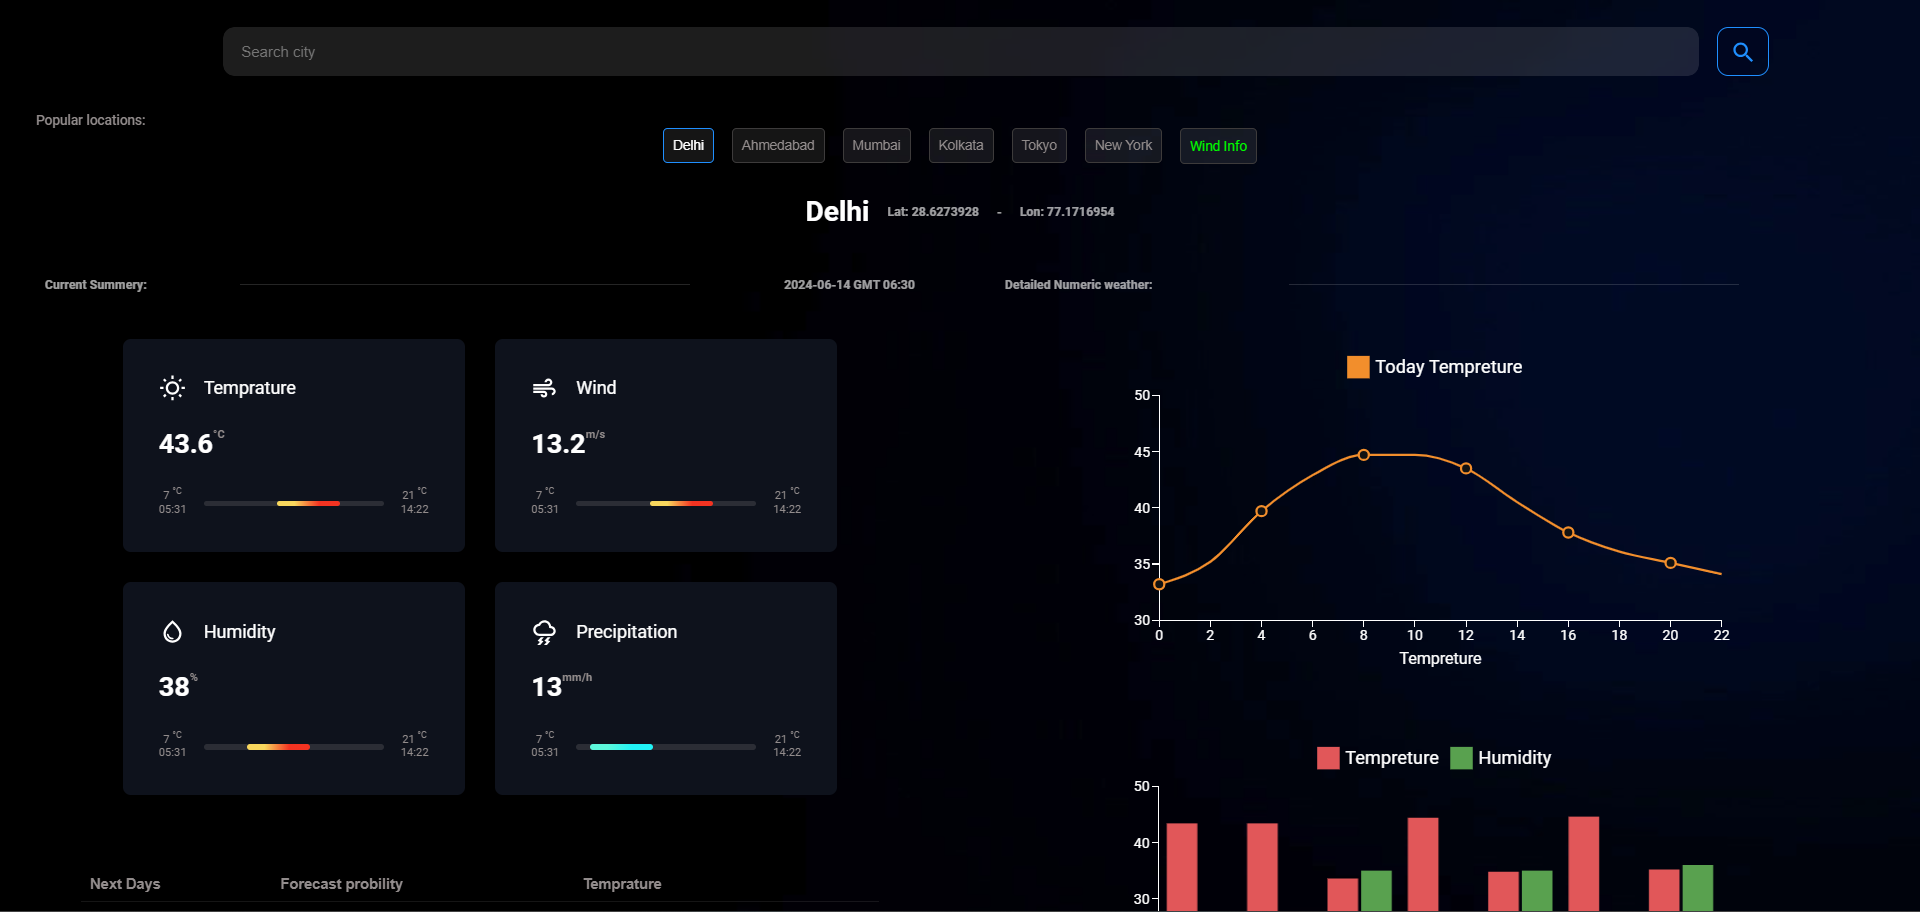 Search city
Popular locations:
Delhi Ahmedabad Mumbai Kolkata Tokyo New York Wind Info
Delhi Lat: 28.6273928 - Lon: 77.1716954
Current Summery: 2024-06-14 GMT 06:30
Detailed Numeric weather:
Temprature
43.6 °C
7 °C 21 °C
05:31 14:22
Wind
13.2 m/s
7 °C 21 °C
05:31 14:22
Humidity
38 %
7 °C 21 °C
05:31 14:22
Precipitation
13 mm/h
7 °C 21 °C
05:31 14:22
Next Days Forecast probility Temprature
Today Tempreture
50
45
40
35
30
0 2 4 6 8 10 12 14 16 18 20 22
Tempreture
Tempreture Humidity
50
40
30